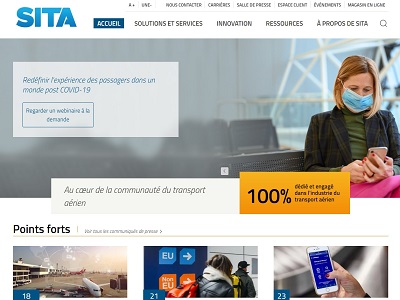 SITA
A +
UNE-
NOUS CONTACTER
CARRIÈRES
SALLE DE PRESSE
ESPACE CLIENT
ÉVÉNEMENTS
MAGASIN EN LIGNE
ACCUEIL
SOLUTIONS ET SERVICES
INNOVATION
RESSOURCES
À PROPOS DE SITA
Redéfinir l'expérience des passagers dans un
monde post COVID-19
Regarder un webinaire à la
demande
Au cœur de la communauté du transport
aérien
100%
dédié et engagé
dans l'industrie du
transport aérien
Points forts
Voir tous les communiqués de presse >
EU
Non
EU
18
21
23